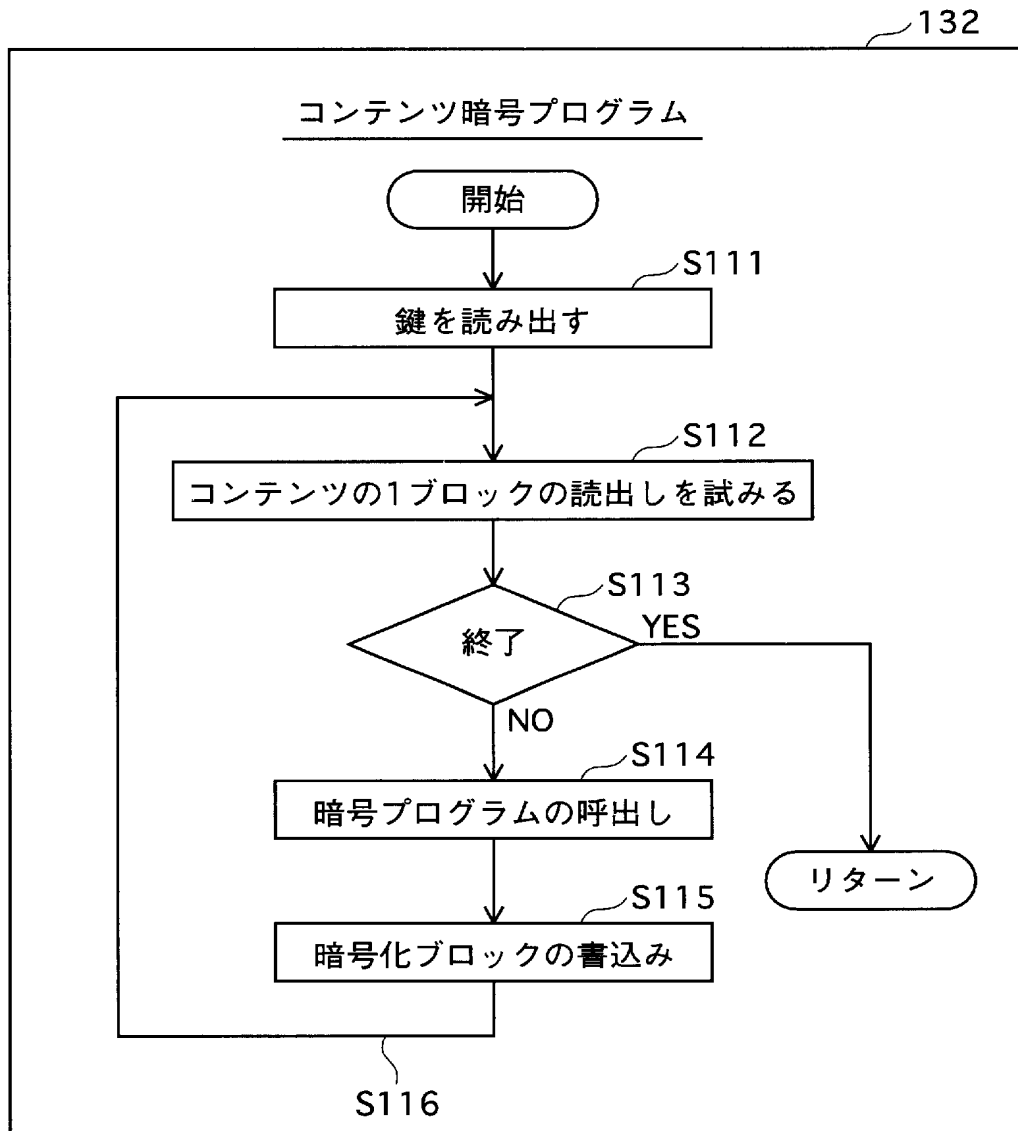 132
コンテンツ暗号プログラム
開始
S111
鍵を読み出す
S112
コンテンツの1ブロックの読出しを試みる
S113
終了
YES
NO
S114
暗号プログラムの呼出し
リターン
S115
暗号化ブロックの書込み
S116